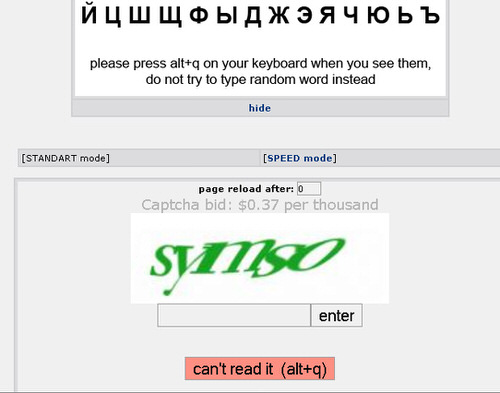 Й Ц Ш Щ Ф Ы Д Ж Э Я Ч Ю Ь Ъ
please press alt+q on your keyboard when you see them,
do not try to type random word instead
hide
[STANDART mode] [SPEED mode]
page reload after: 0
Captcha bid: $0.37 per thousand
enter
can't read it (alt+q)